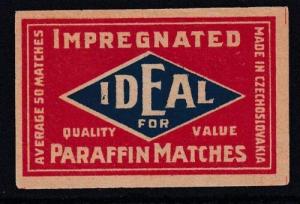 IMPREGNATED
AVERAGE 50 MATCHES
IDEAL
FOR
QUALITY VALUE
MADE IN CZECHOSLOVAKIA
PARAFFIN MATCHES